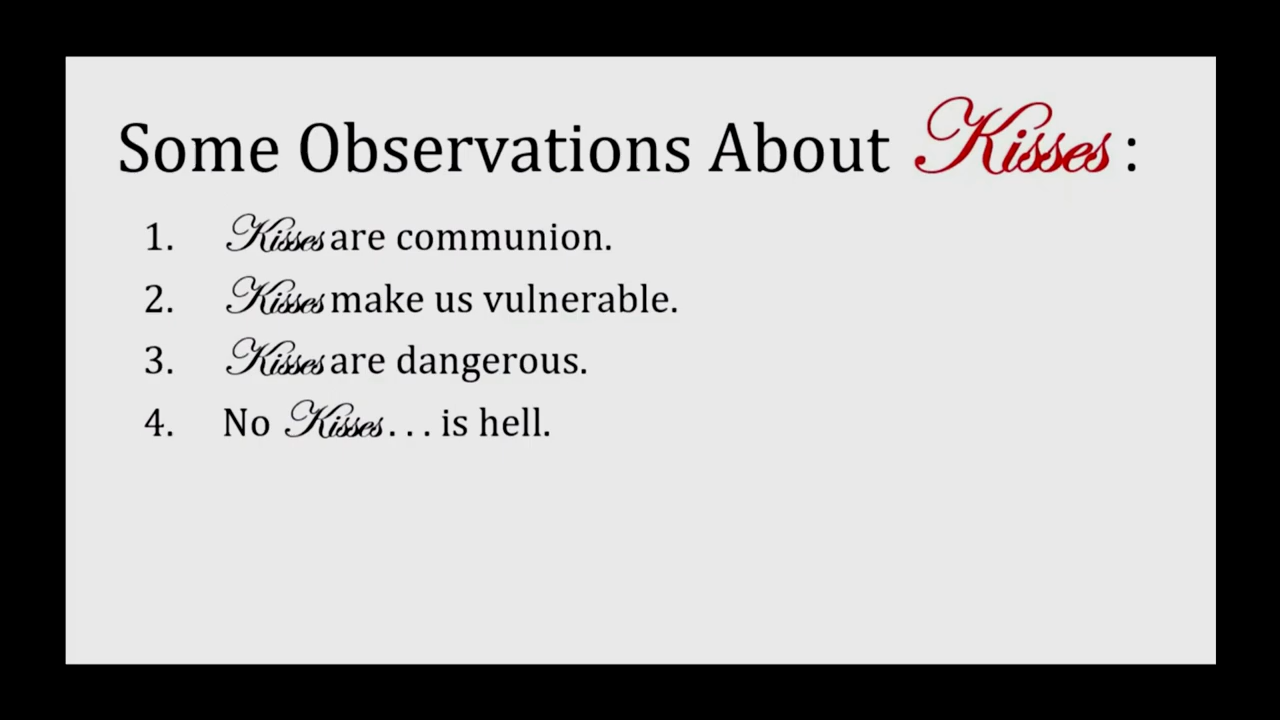 Some Observations About Kisses :
1. Kisses are communion.
2. Kisses make us vulnerable.
3. Kisses are dangerous.
4. No Kisses . . . is hell.